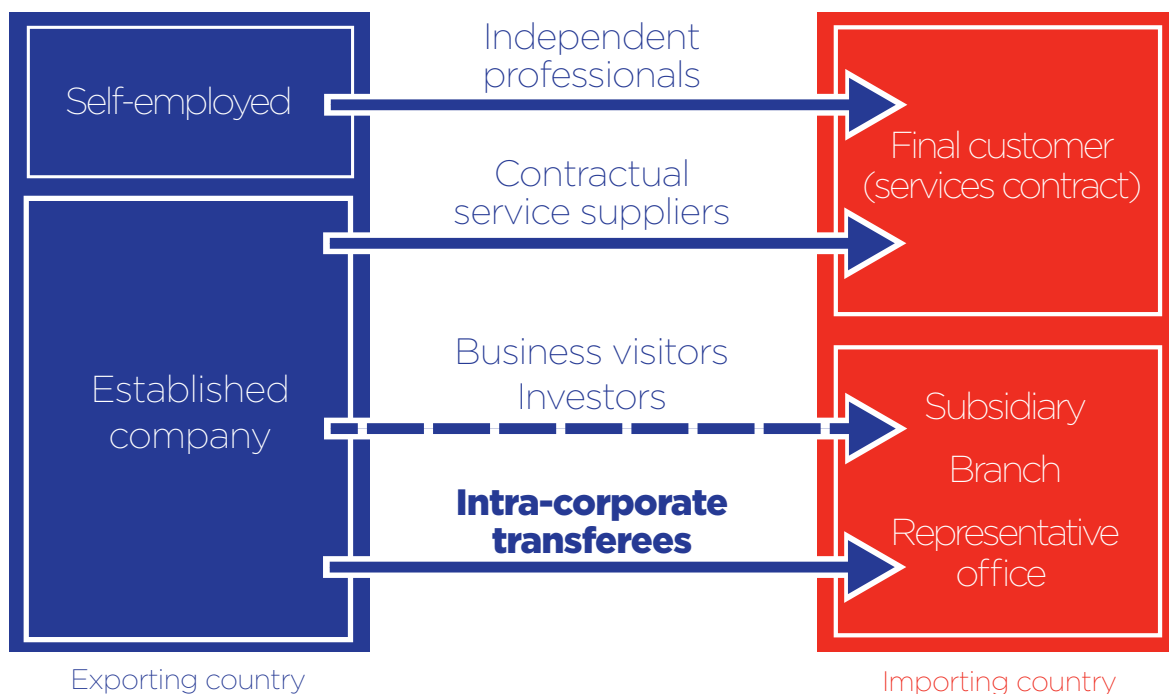 Self-employed
Established
company
Exporting country
Independent
professionals
Contractual
service suppliers
Business visitors
Investors
Intra-corporate
transferees
Final customer
(services contract)
Subsidiary
Branch
Representative
office
Importing country